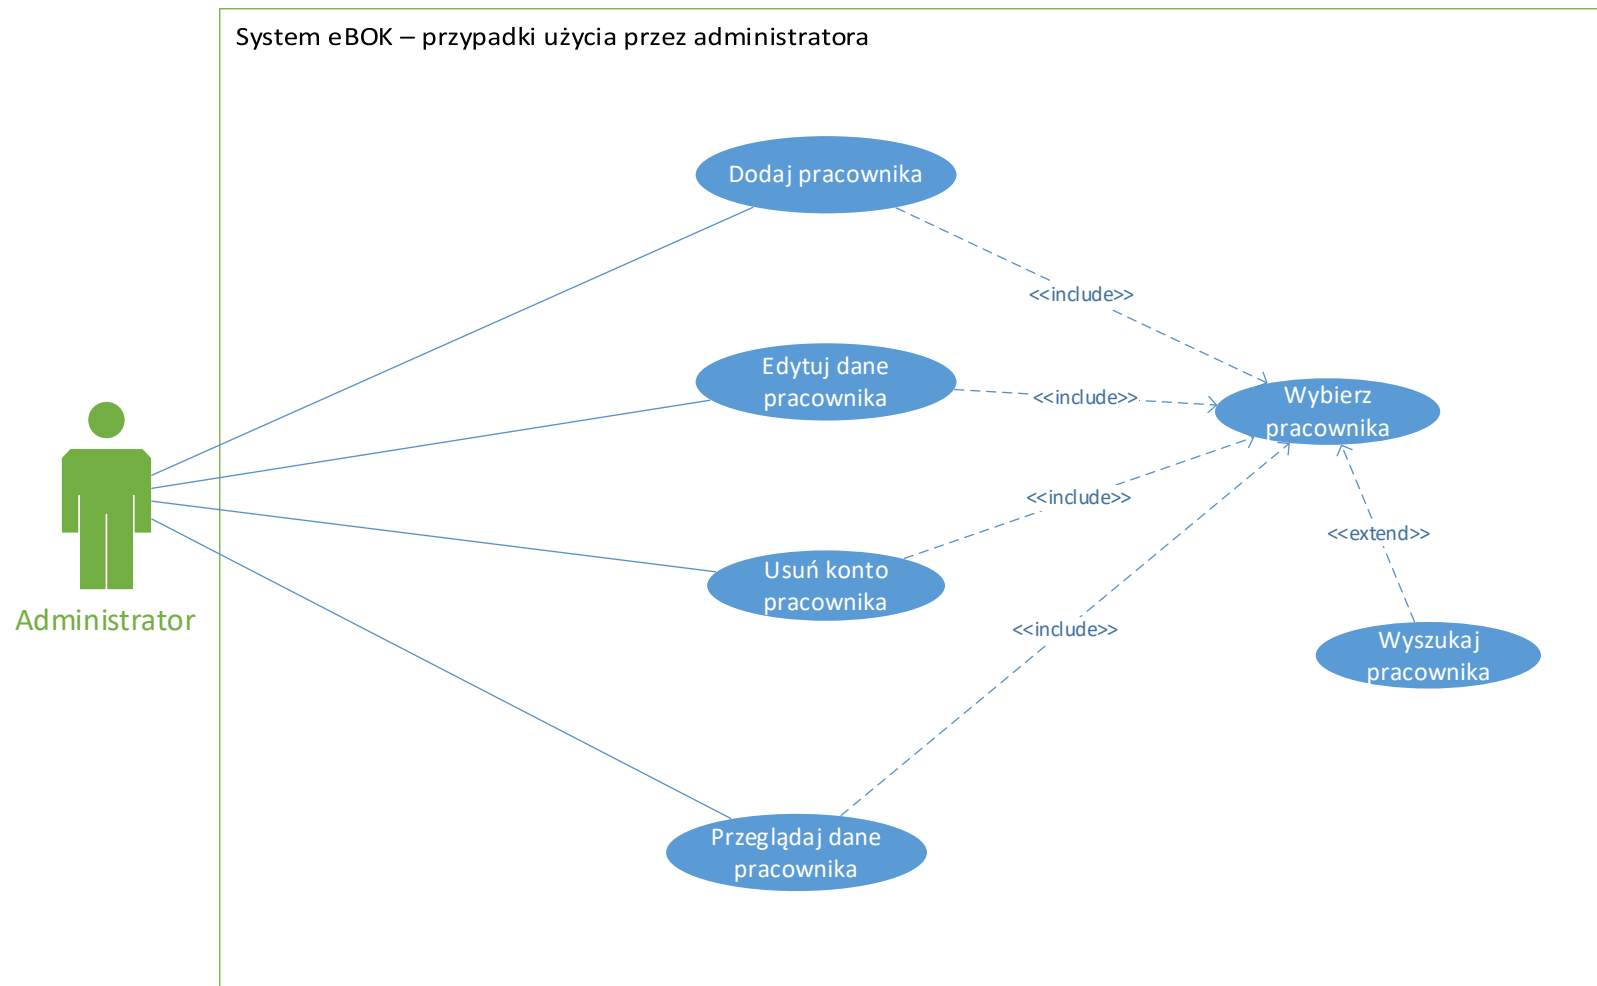 System eBOK – przypadki użycia przez administratora
Dodaj pracownika
<<include>>
Edytuj dane
pracownika
<<include>>
Wybierz
pracownika
<<include>>
<<extend>>
Usuń konto
pracownika
Administrator
<<include>>
Wyszukaj
pracownika
Przeglądaj dane
pracownika